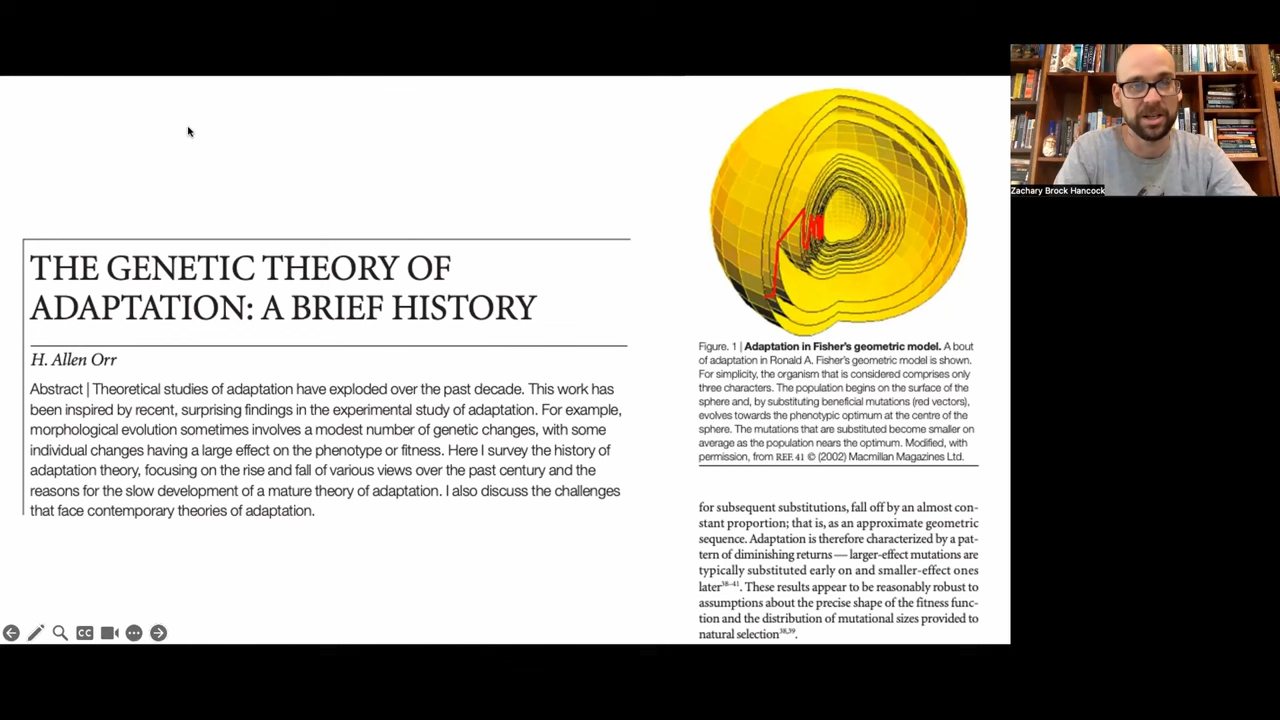 THE GENETIC THEORY OF
ADAPTATION: A BRIEF HISTORY
H. Allen Orr
Abstract | Theoretical studies of adaptation have exploded over the past decade. This work has
been inspired by recent, surprising findings in the experimental study of adaptation. For example,
morphological evolution sometimes involves a modest number of genetic changes, with some
individual changes having a large effect on the phenotype or fitness. Here I survey the history of
adaptation theory, focusing on the rise and fall of various views over the past century and the
reasons for the slow development of a mature theory of adaptation. I also discuss the challenges
that face contemporary theories of adaptation.
CC
Figure. 1 | Adaptation in Fisher's geometric model. A bout
of adaptation in Ronald A. Fisher's geometric model is shown.
For simplicity, the organism that is considered comprises only
three characters. The population begins on the surface of the
sphere and, by substituting beneficial mutations (red vectors),
evolves towards the phenotypic optimum at the centre of the
sphere. The mutations that are substituted become smaller on
average as the population nears the optimum. Modified, with
permission, from REF. 41 © (2002) Macmillan Magazines Ltd.
for subsequent substitutions, fall off by an almost con-
stant proportion; that is, as an approximate geometric
sequence. Adaptation is therefore characterized by a pat-
tern of diminishing returns — larger-effect mutations are
typically substituted early on and smaller-effect ones
later38–41. These results appear to be reasonably robust to
assumptions about the precise shape of the fitness func-
tion and the distribution of mutational sizes provided to
natural selection38,39.
Zachary Brock Hancock